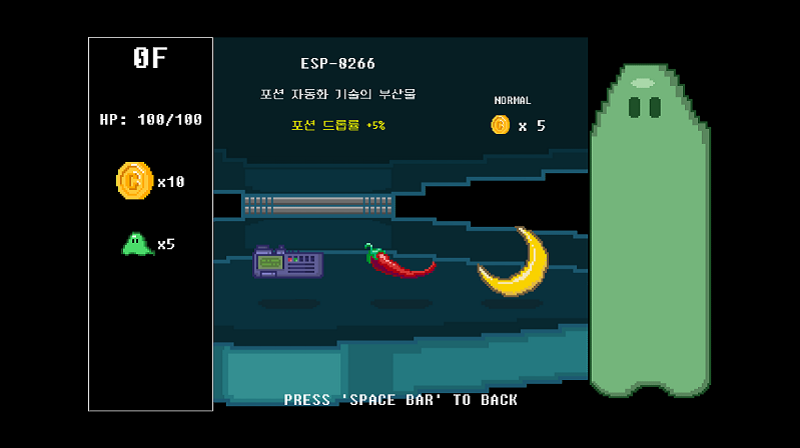 0F
HP: 100/100
x10
x5
ESP-8266
포션 자동화 기술의 부산물
포션 드롭률 +5%
NORMAL
C x 5
PRESS 'SPACE BAR' TO BACK